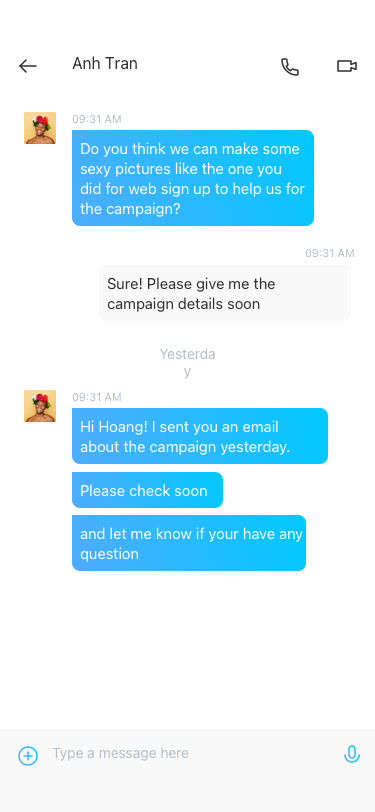 Anh Tran
09:31 AM
Do you think we can make some
sexy pictures like the one you
did for web sign up to help us for
the campaign?
09:31 AM
Sure! Please give me the
campaign details soon
Yesterda
y
09:31 AM
Hi Hoang! I sent you an email
about the campaign yesterday.
Please check soon
and let me know if your have any
question
Type a message here